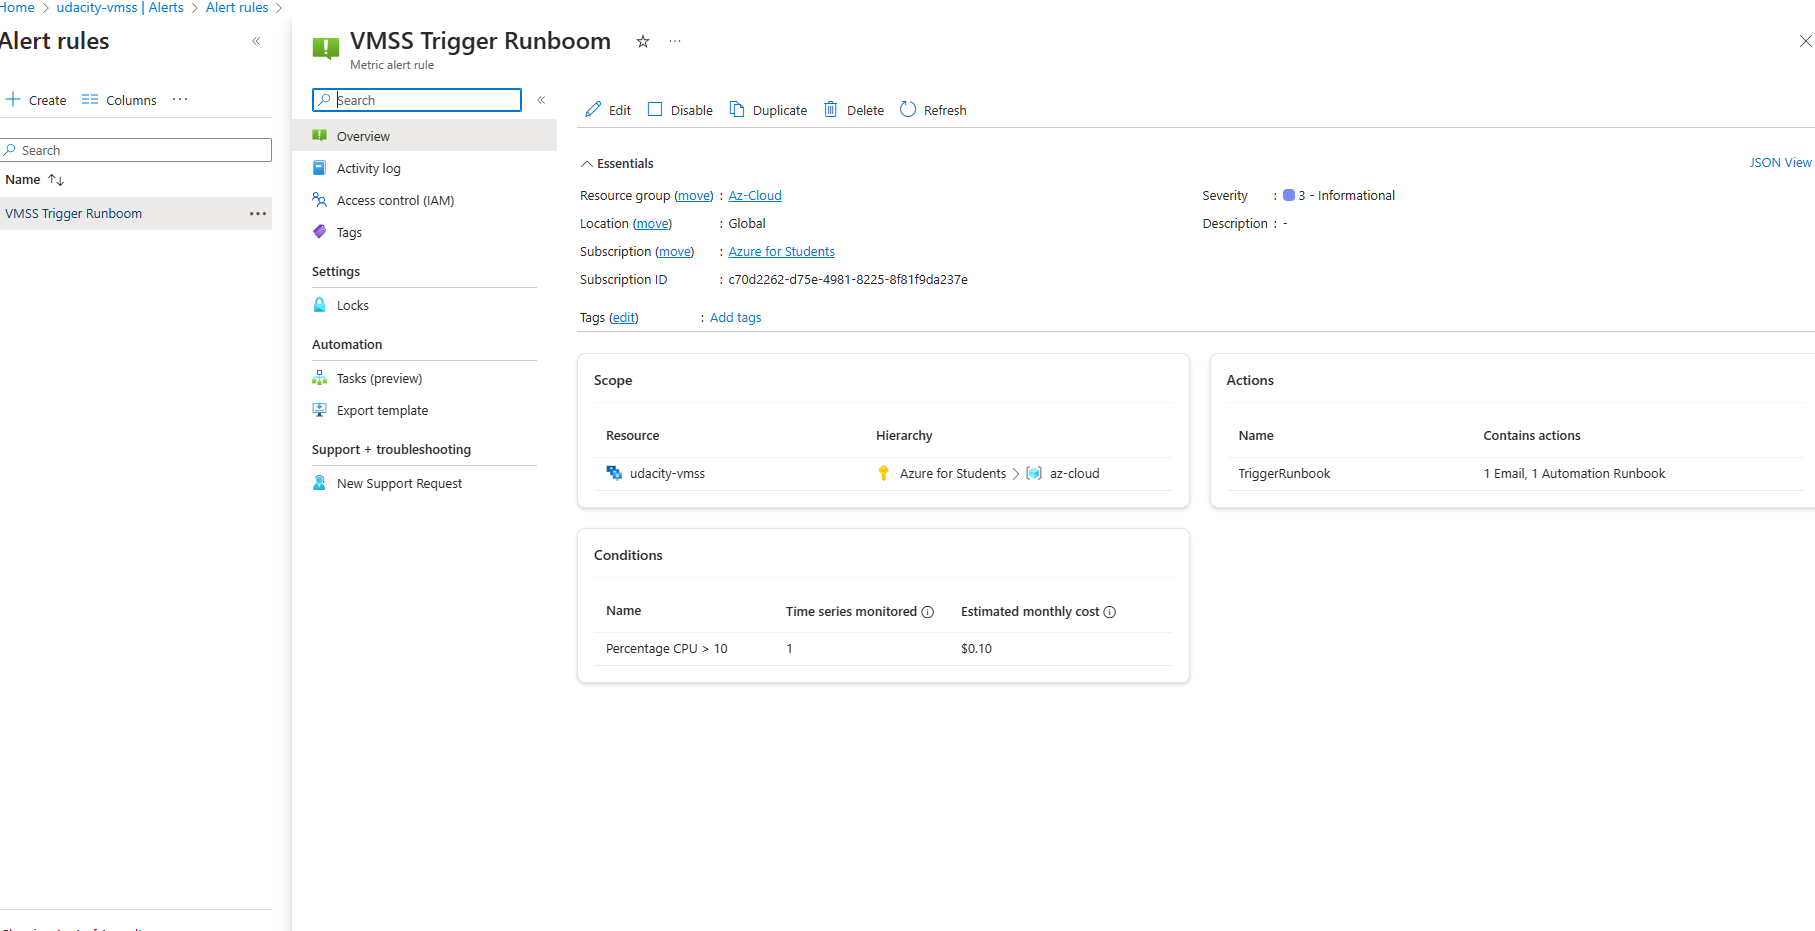 Home > udacity-vmss | Alerts > Alert rules >
Alert rules
Create Columns ...
Search
Name
VMSS Trigger Runboom ...
VMSS Trigger Runboom ...
Metric alert rule
Search
Overview
Activity log
Access control (IAM)
Tags
Settings
Locks
Automation
Tasks (preview)
Export template
Support + troubleshooting
New Support Request
Edit Disable Duplicate Delete Refresh
Essentials JSON View
Resource group (move) : Az-Cloud
Location (move) : Global
Subscription (move) : Azure for Students
Subscription ID : c70d2262-d75e-4981-8225-8f81f9da237e
Severity : 3 - Informational
Description : -
Tags (edit) : Add tags
Scope
Resource Hierarchy
udacity-vmss Azure for Students > az-cloud
Actions
Name Contains actions
TriggerRunbook 1 Email, 1 Automation Runbook
Conditions
Name Time series monitored Estimated monthly cost
Percentage CPU > 10 1 $0.10